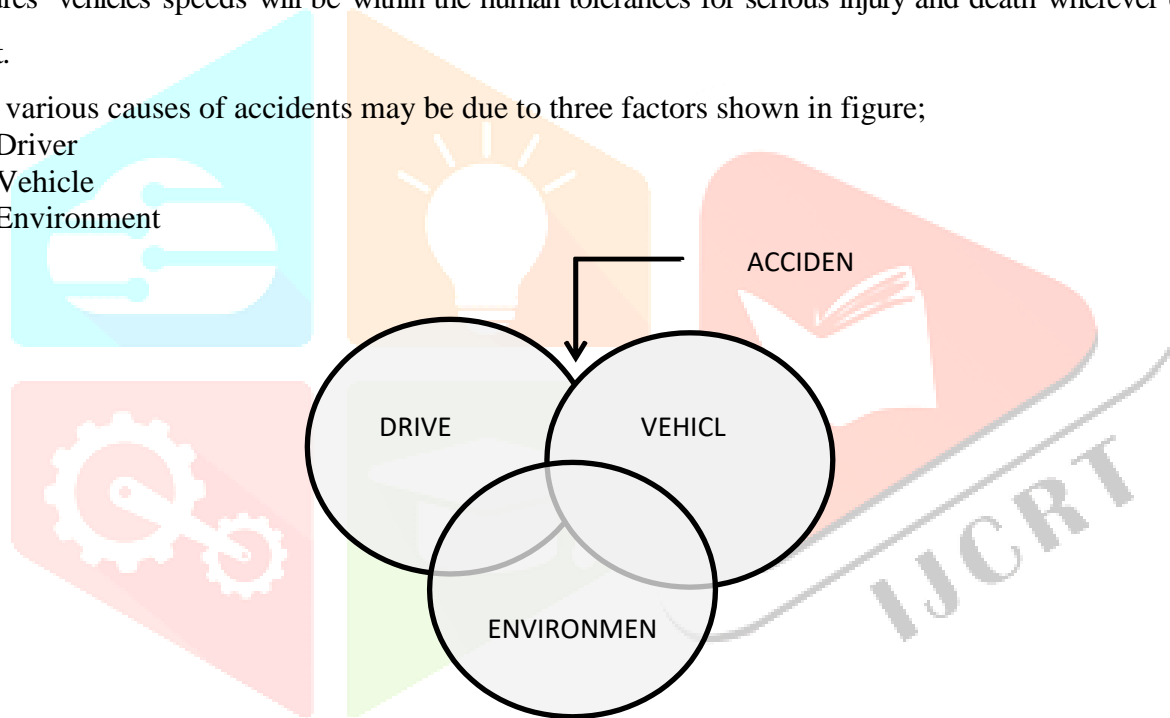 vehicles speeds will be within the human tolerances for serious injury and death wherever
various causes of accidents may be due to three factors shown in figure;
Driver
Vehicle
Environment
ACCIDEN
DRIVE
VEHICL
ENVIRONMEN
IJCRT